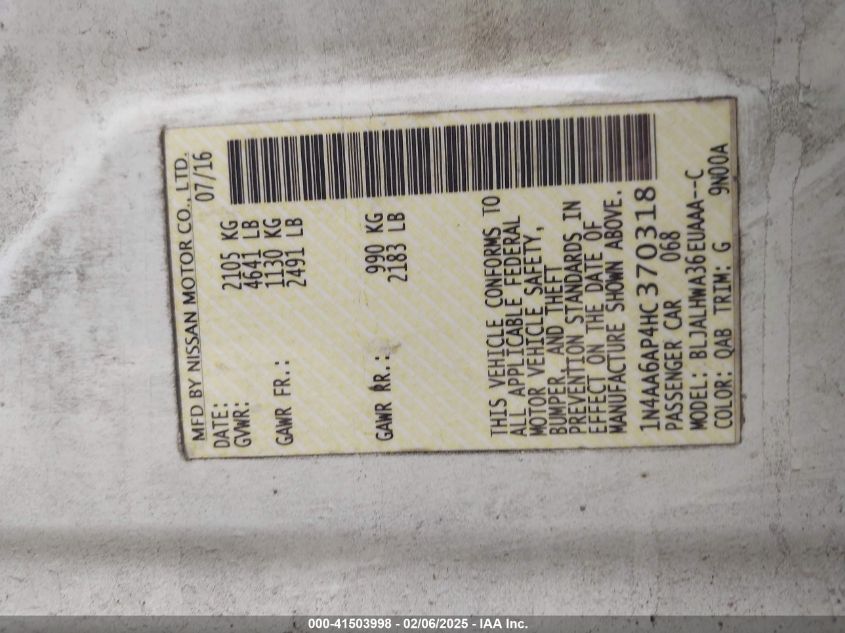 MFD BY NISSAN MOTOR CO., LTD.
DATE: 07/16
GVWR: 2105 KG
4641 LB
GAWR FR.: 1130 KG
2491 LB
GAWR RR.: 990 KG
2183 LB
THIS VEHICLE CONFORMS TO
ALL APPLICABLE FEDERAL
MOTOR VEHICLE SAFETY,
BUMPER, AND THEFT
PREVENTION STANDARDS IN
EFFECT ON THE DATE OF
MANUFACTURE SHOWN ABOVE.
1N4AA6AP4HC370318
PASSENGER CAR 068
MODEL: BLJALHWA36EUAAA--C
COLOR: QAB TRIM: G 9N00A
000-41503998 - 02/06/2025 - IAA Inc.